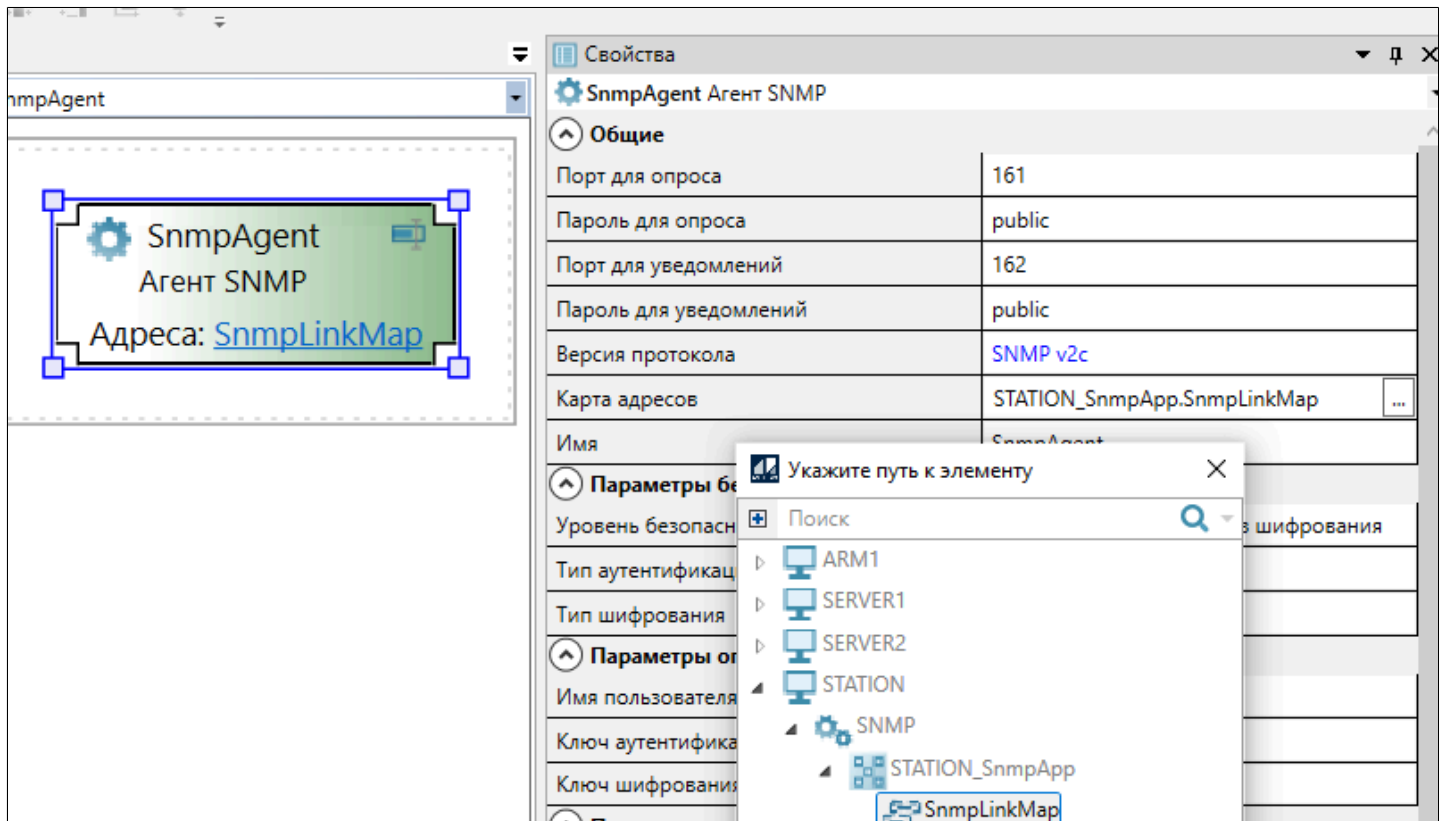 Свойства
nmpAgent
SnmpAgent Агент SNMP
Общие
Порт для опроса 161
Пароль для опроса public
Порт для уведомлений 162
Пароль для уведомлений public
Версия протокола SNMP v2c
Карта адресов STATION_SnmpApp.SnmpLinkMap ...
Имя SnmpAgent
SnmpAgent
Агент SNMP
Адреса: SnmpLinkMap
Параметры бе
Уровень безопасн
шифрования
Тип аутентификац
Тип шифрования
Параметры оп
Имя пользователя
Ключ аутентифика
Ключ шифрования
Укажите путь к элементу
Поиск
ARM1
SERVER1
SERVER2
STATION
SNMP
STATION_SnmpApp
SnmpLinkMap